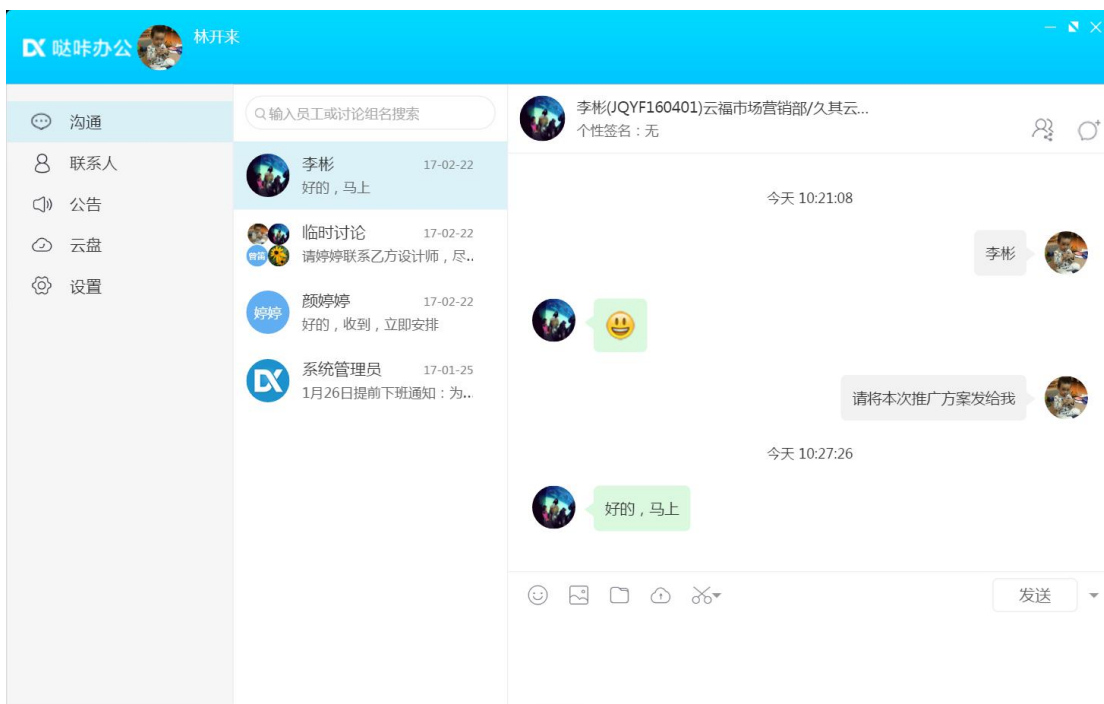 哒咔办公
林开来
沟通
联系人
公告
云盘
设置
输入员工或讨论组名搜索
李彬 17-02-22
好的，马上
临时讨论 17-02-22
请婷婷联系乙方设计师，尽..
婷婷
颜婷婷 17-02-22
好的，收到，立即安排
系统管理员 17-01-25
1月26日提前下班通知：为...
李彬(JQYF160401)云福市场营销部/久其云...
个性签名：无
今天 10:21:08
李彬
请将本次推广方案发给我
今天 10:27:26
好的，马上
发送